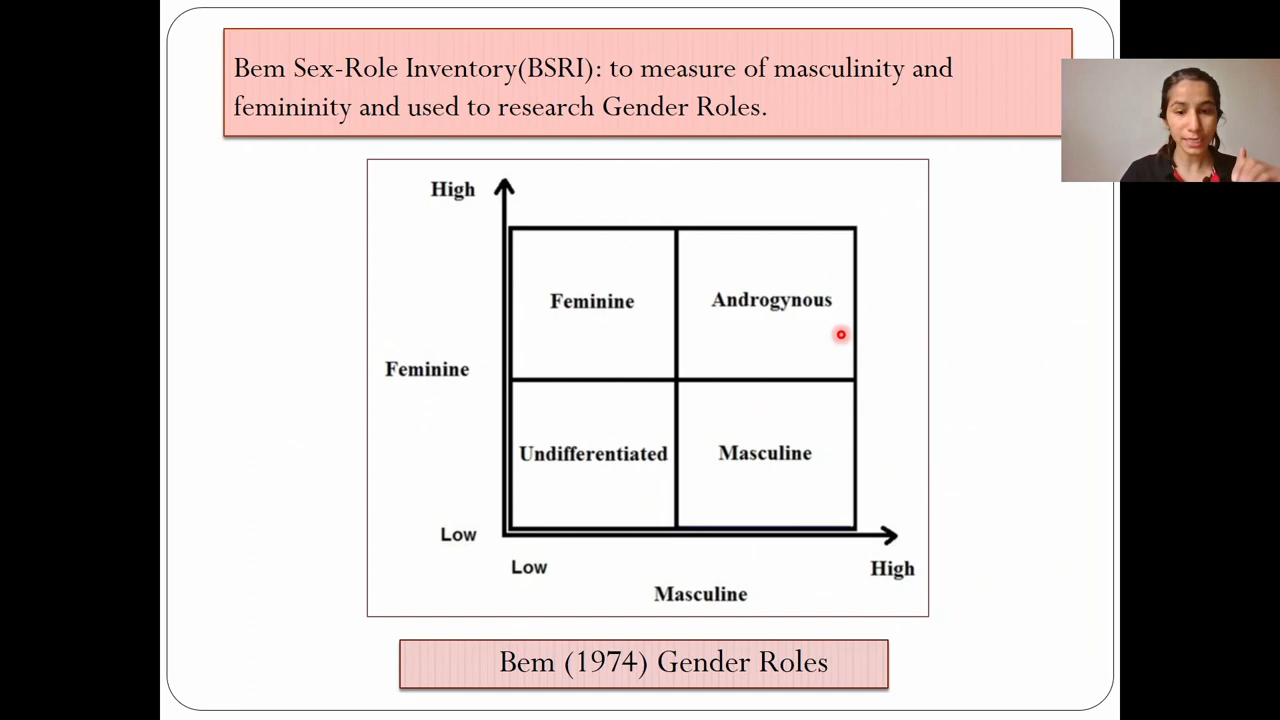 Bem Sex-Role Inventory(BSRI): to measure of masculinity and
femininity and used to research Gender Roles.
High
Feminine
Androgynous
Feminine
Undifferentiated
Masculine
Low
Low
High
Masculine
Bem (1974) Gender Roles